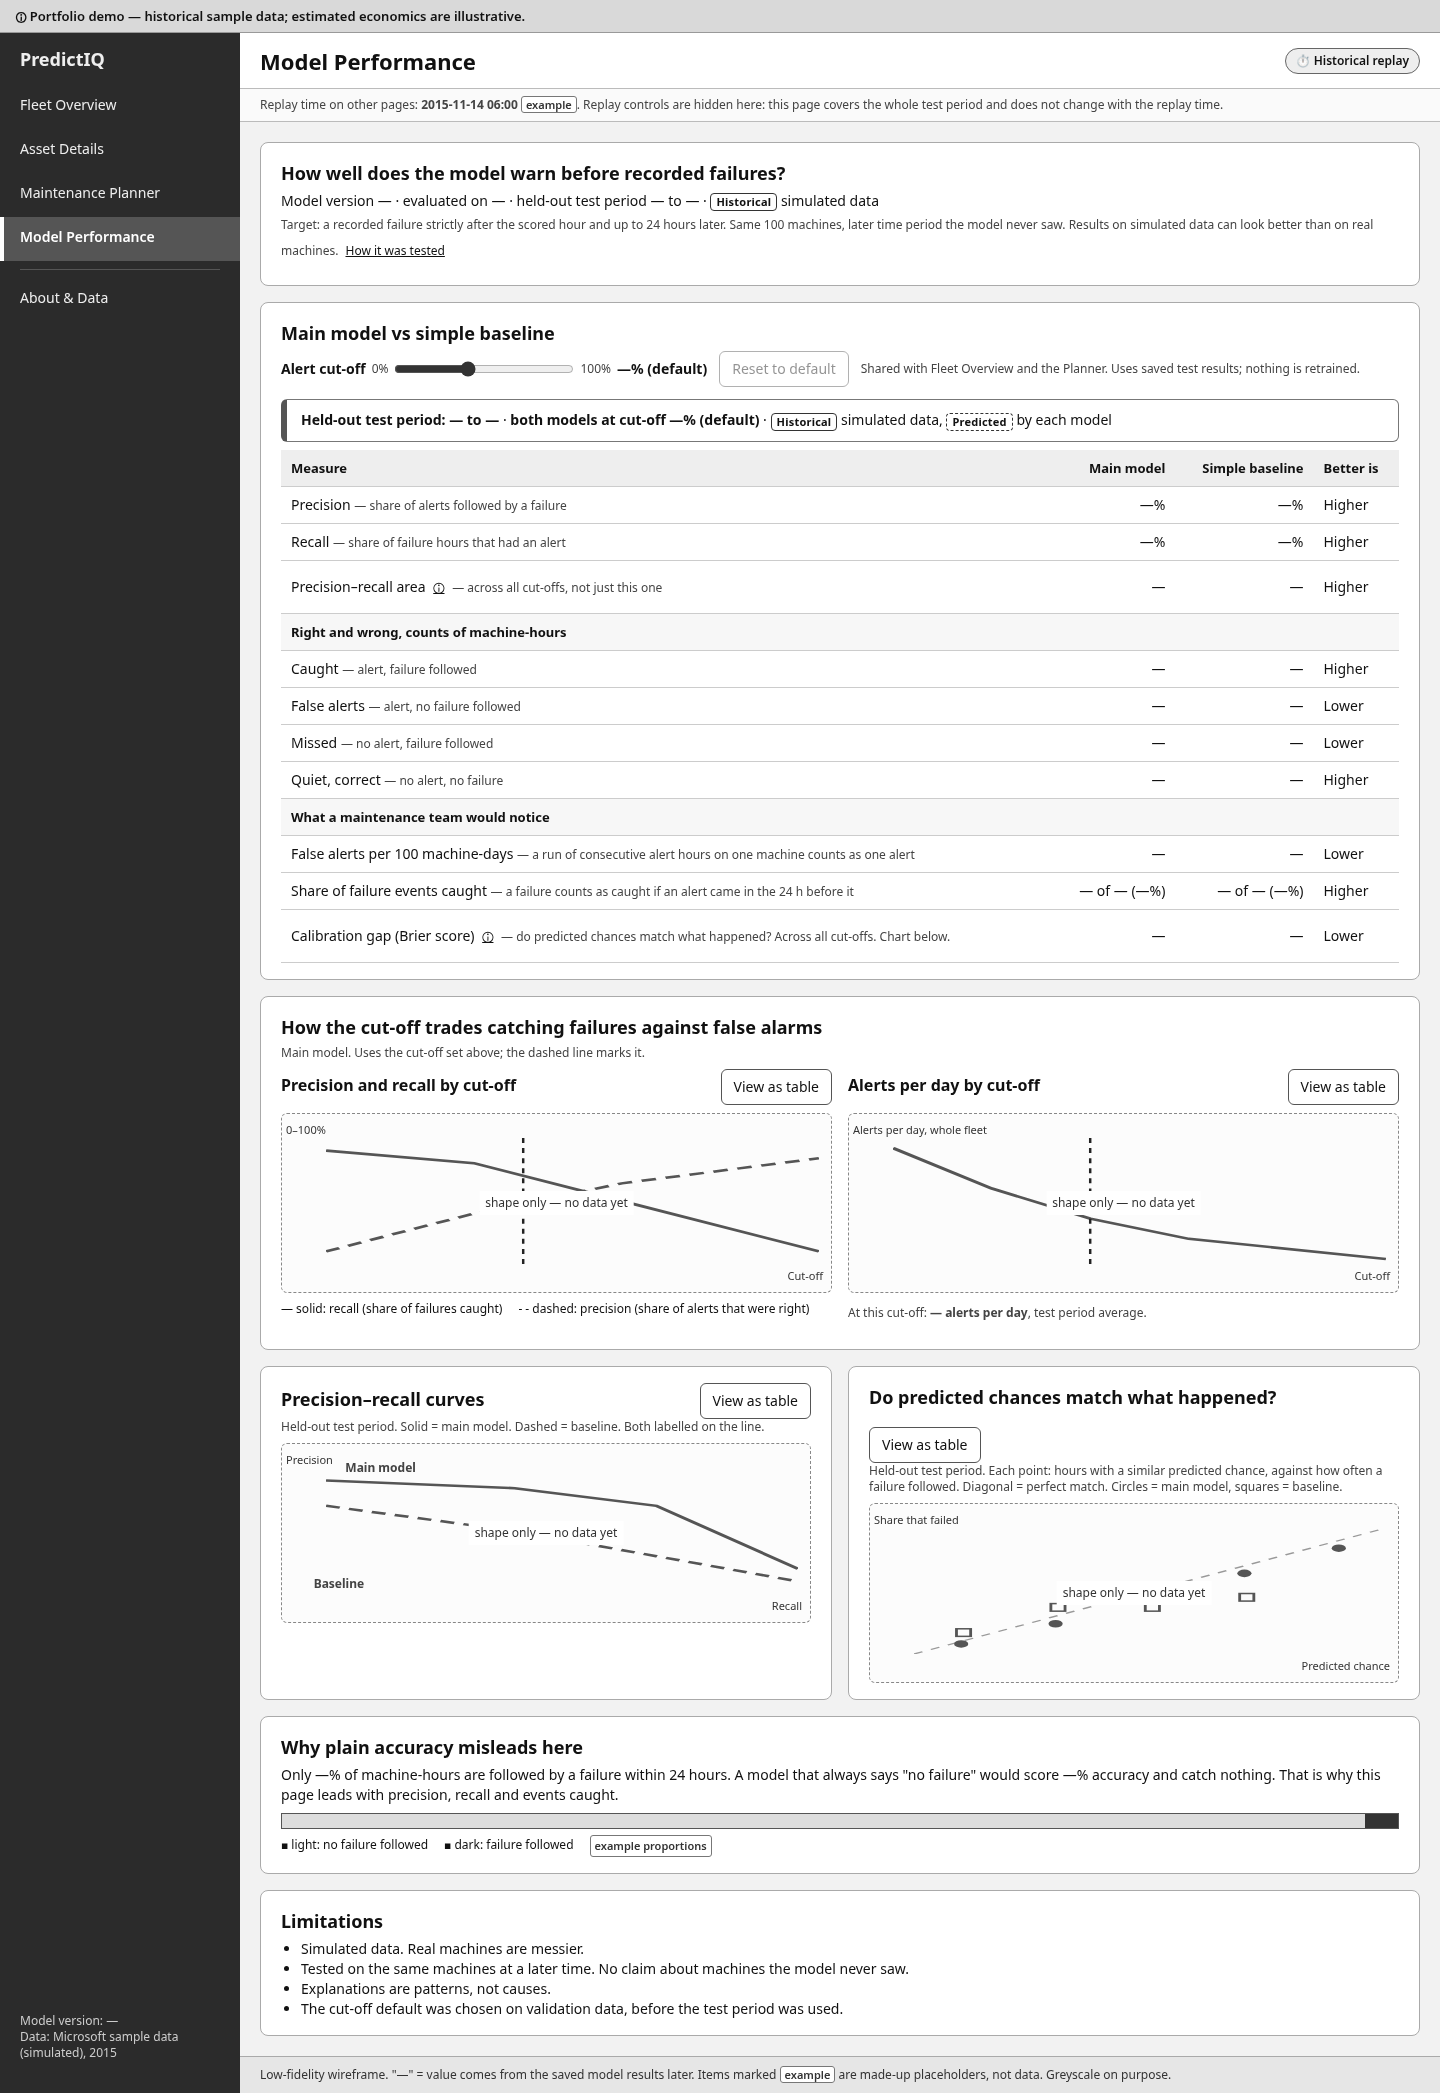 ⓘ Portfolio demo — historical sample data; estimated economics are illustrative.
PredictIQ
Fleet Overview
Asset Details
Maintenance Planner
Model Performance
About & Data
Model version: —
Data: Microsoft sample data
(simulated), 2015
Model Performance
⏱ Historical replay
Replay time on other pages: 2015-11-14 06:00 example. Replay controls are hidden here: this page covers the whole test period and does not change with the replay time.
How well does the model warn before recorded failures?
Model version — · evaluated on — · held-out test period — to — · Historical simulated data
Target: a recorded failure strictly after the scored hour and up to 24 hours later. Same 100 machines, later time period the model never saw. Results on simulated data can look better than on real
machines. How it was tested
Main model vs simple baseline
Alert cut-off 0% 100% —% (default) Reset to default Shared with Fleet Overview and the Planner. Uses saved test results; nothing is retrained.
Held-out test period: — to — · both models at cut-off —% (default) · Historical simulated data, Predicted by each model
Measure Main model Simple baseline Better is
Precision — share of alerts followed by a failure —% —% Higher
Recall — share of failure hours that had an alert —% —% Higher
Precision–recall area ⓘ — across all cut-offs, not just this one — — Higher
Right and wrong, counts of machine-hours
Caught — alert, failure followed — — Higher
False alerts — alert, no failure followed — — Lower
Missed — no alert, failure followed — — Lower
Quiet, correct — no alert, no failure — — Higher
What a maintenance team would notice
False alerts per 100 machine-days — a run of consecutive alert hours on one machine counts as one alert — — Lower
Share of failure events caught — a failure counts as caught if an alert came in the 24 h before it — of — (—%) — of — (—%) Higher
Calibration gap (Brier score) ⓘ — do predicted chances match what happened? Across all cut-offs. Chart below. — — Lower
How the cut-off trades catching failures against false alarms
Main model. Uses the cut-off set above; the dashed line marks it.
Precision and recall by cut-off View as table
0–100%
shape only — no data yet
Cut-off
— solid: recall (share of failures caught) - - dashed: precision (share of alerts that were right)
Alerts per day by cut-off View as table
Alerts per day, whole fleet
shape only — no data yet
Cut-off
At this cut-off: — alerts per day, test period average.
Precision–recall curves View as table
Held-out test period. Solid = main model. Dashed = baseline. Both labelled on the line.
Precision
Main model
shape only — no data yet
Baseline
Recall
Do predicted chances match what happened?
View as table
Held-out test period. Each point: hours with a similar predicted chance, against how often a
failure followed. Diagonal = perfect match. Circles = main model, squares = baseline.
Share that failed
shape only — no data yet
Predicted chance
Why plain accuracy misleads here
Only —% of machine-hours are followed by a failure within 24 hours. A model that always says "no failure" would score —% accuracy and catch nothing. That is why this
page leads with precision, recall and events caught.
▪ light: no failure followed ▪ dark: failure followed example proportions
Limitations
• Simulated data. Real machines are messier.
• Tested on the same machines at a later time. No claim about machines the model never saw.
• Explanations are patterns, not causes.
• The cut-off default was chosen on validation data, before the test period was used.
Low-fidelity wireframe. "—" = value comes from the saved model results later. Items marked example are made-up placeholders, not data. Greyscale on purpose.